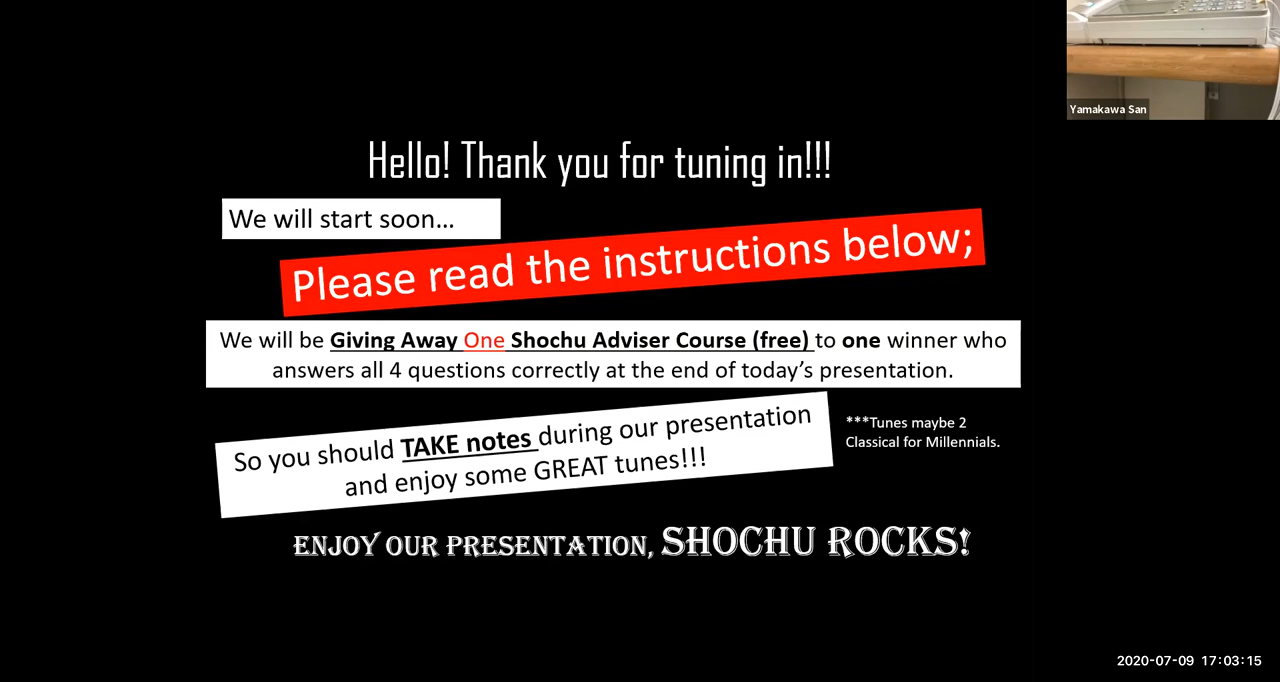 Yamakawa San
Hello! Thank you for tuning in!!!
We will start soon...
Please read the instructions below;
We will be Giving Away One Shochu Adviser Course (free) to one winner who
answers all 4 questions correctly at the end of today's presentation.
So you should TAKE notes during our presentation
and enjoy some GREAT tunes!!!
***Tunes maybe 2
Classical for Millennials.
ENJOY OUR PRESENTATION, SHOCHU ROCKS!
2020-07-09 17:03:15